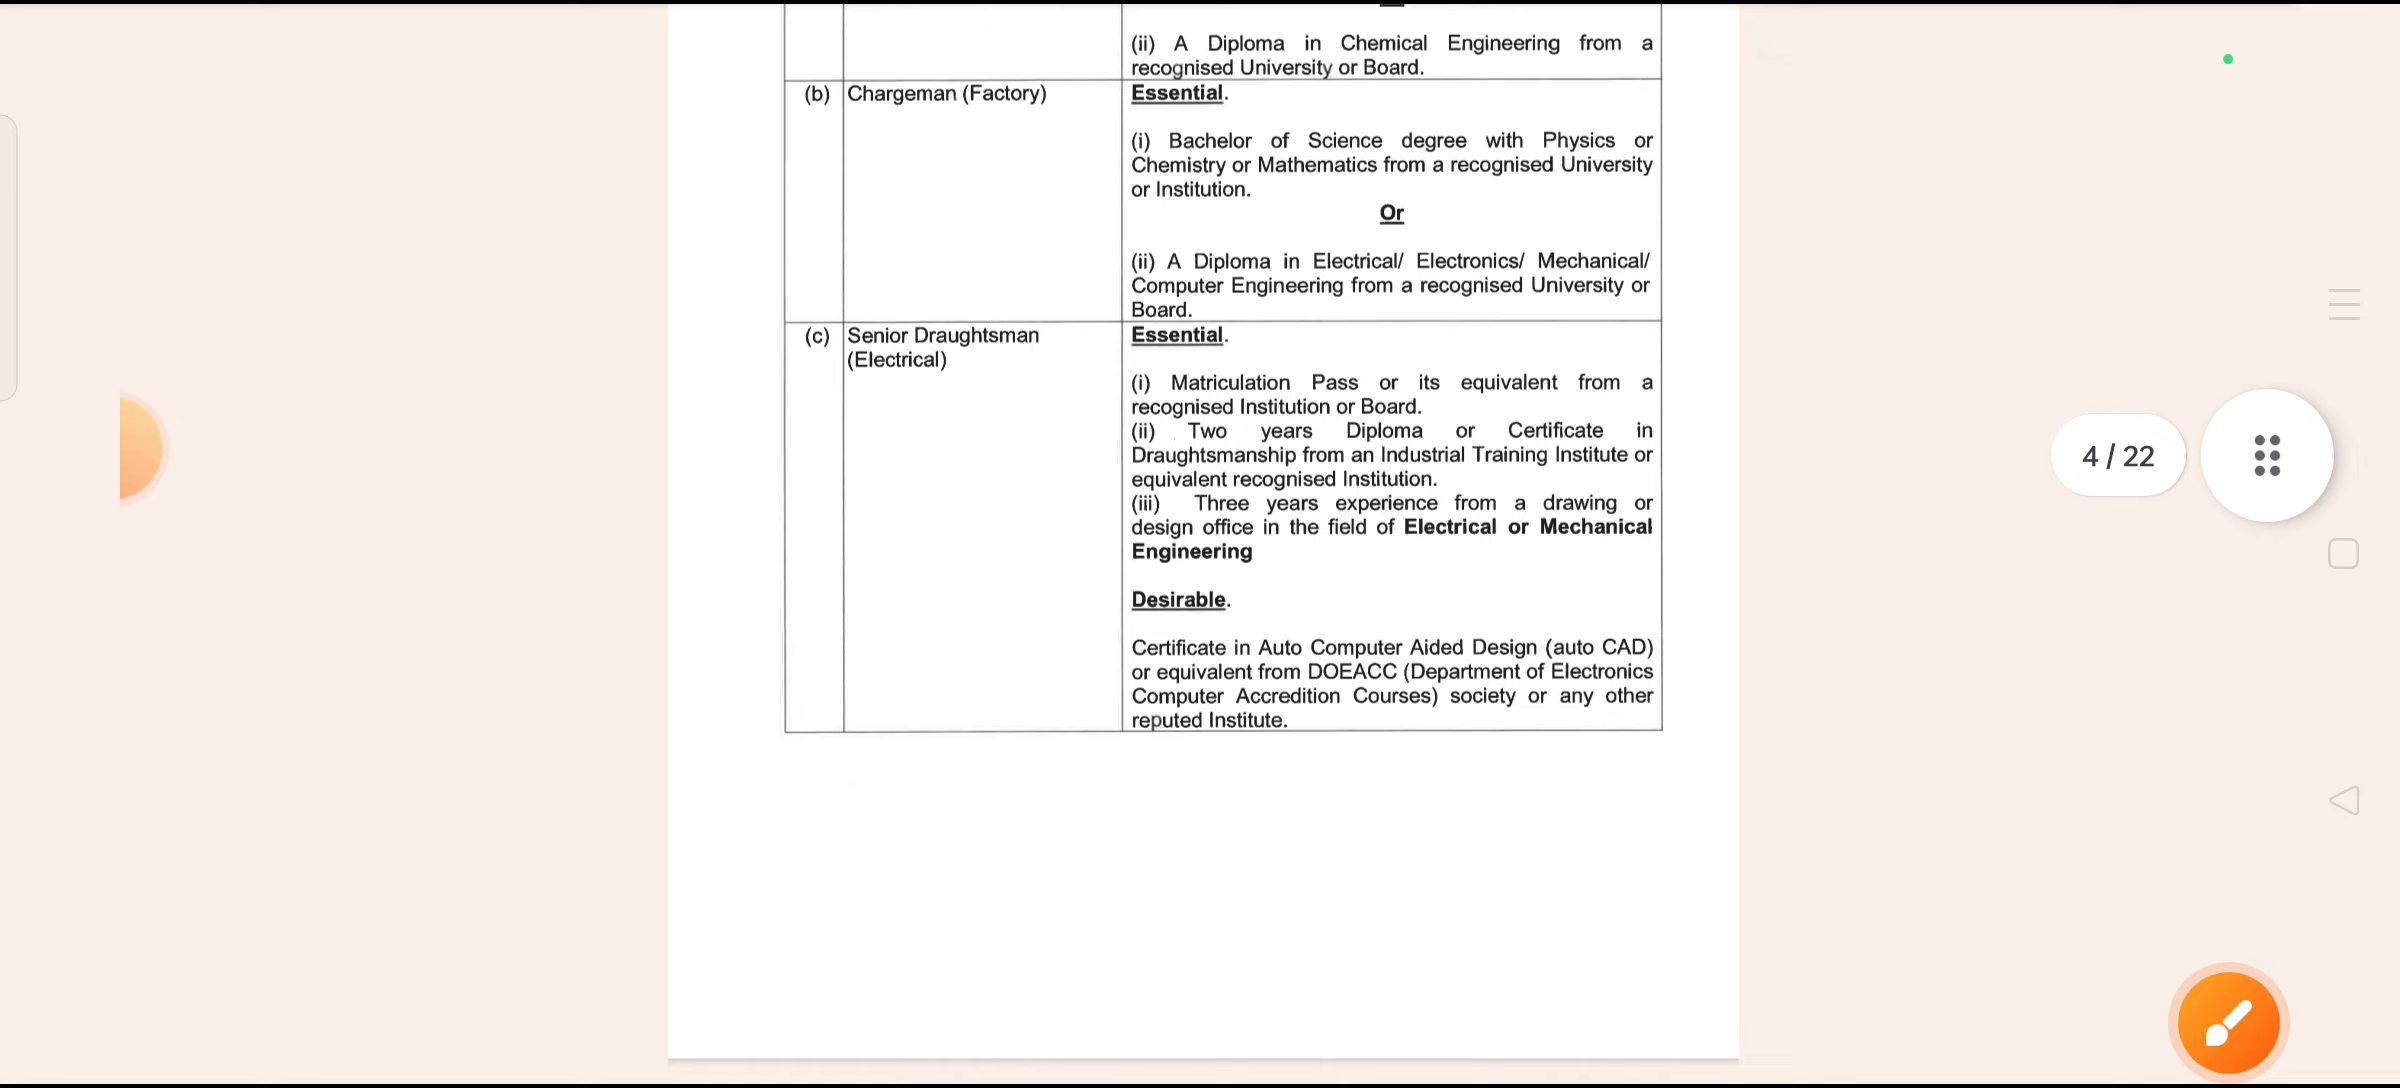 (ii) A Diploma in Chemical Engineering from a
recognised University or Board.
(b) Chargeman (Factory)
Essential.
(i) Bachelor of Science degree with Physics or
Chemistry or Mathematics from a recognised University
or Institution.
Or
(ii) A Diploma in Electrical/ Electronics/ Mechanical/
Computer Engineering from a recognised University or
Board.
(c) Senior Draughtsman
(Electrical)
Essential.
(i) Matriculation Pass or its equivalent from a
recognised Institution or Board.
(ii) Two years Diploma or Certificate in
Draughtsmanship from an Industrial Training Institute or
equivalent recognised Institution.
(iii) Three years experience from a drawing or
design office in the field of Electrical or Mechanical
Engineering
Desirable.
Certificate in Auto Computer Aided Design (auto CAD)
or equivalent from DOEACC (Department of Electronics
Computer Accredition Courses) society or any other
reputed Institute.
4 / 22